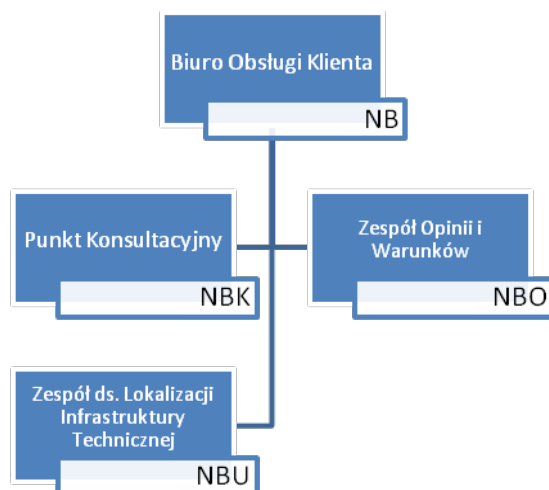 Biuro Obsługi Klienta
NB
Punkt Konsultacyjny
NBK
Zespół Opinii i
Warunków
NBO
Zespół ds. Lokalizacji
Infrastruktury
Technicznej
NBU